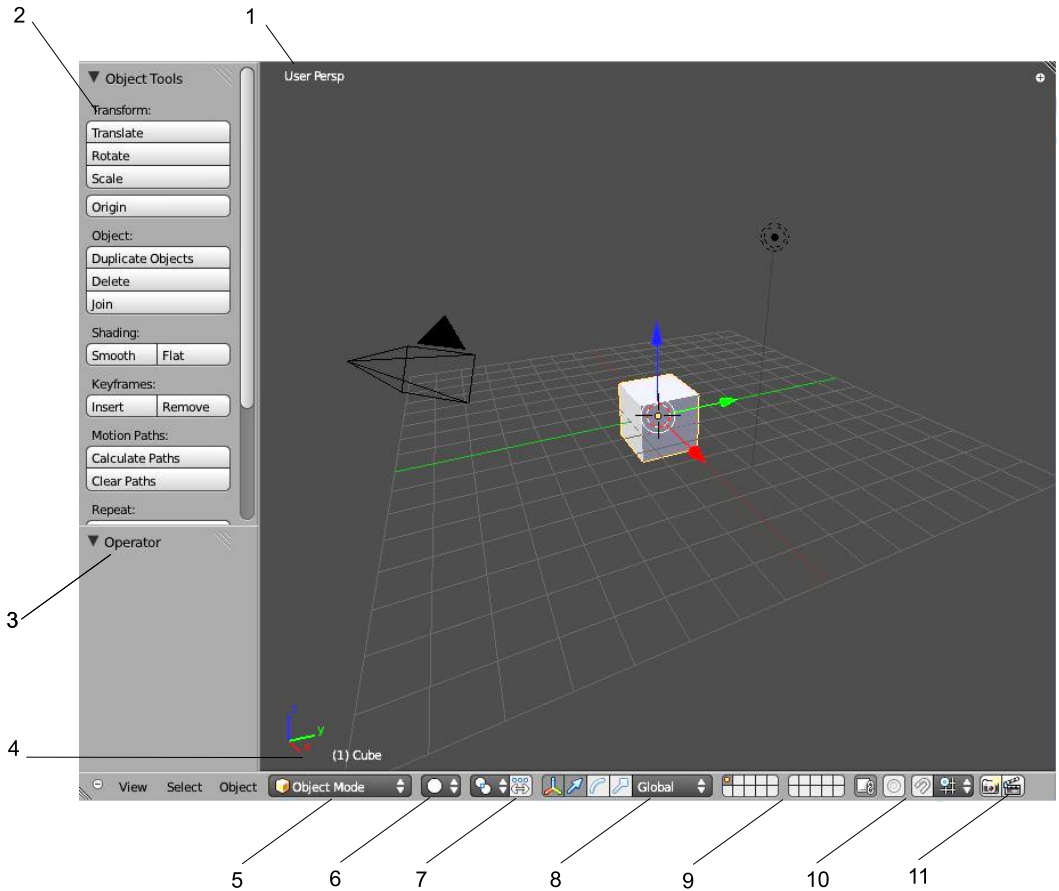 2
1
Object Tools
User Persp
Transform:
Translate
Rotate
Scale
Origin
Object:
Duplicate Objects
Delete
Join
Shading:
Smooth Flat
Keyframes:
Insert Remove
Motion Paths:
Calculate Paths
Clear Paths
Repeat:
Operator
3
z
y
x
4
(1) Cube
View Select Object Object Mode Global
5 6 7 8 9 10 11